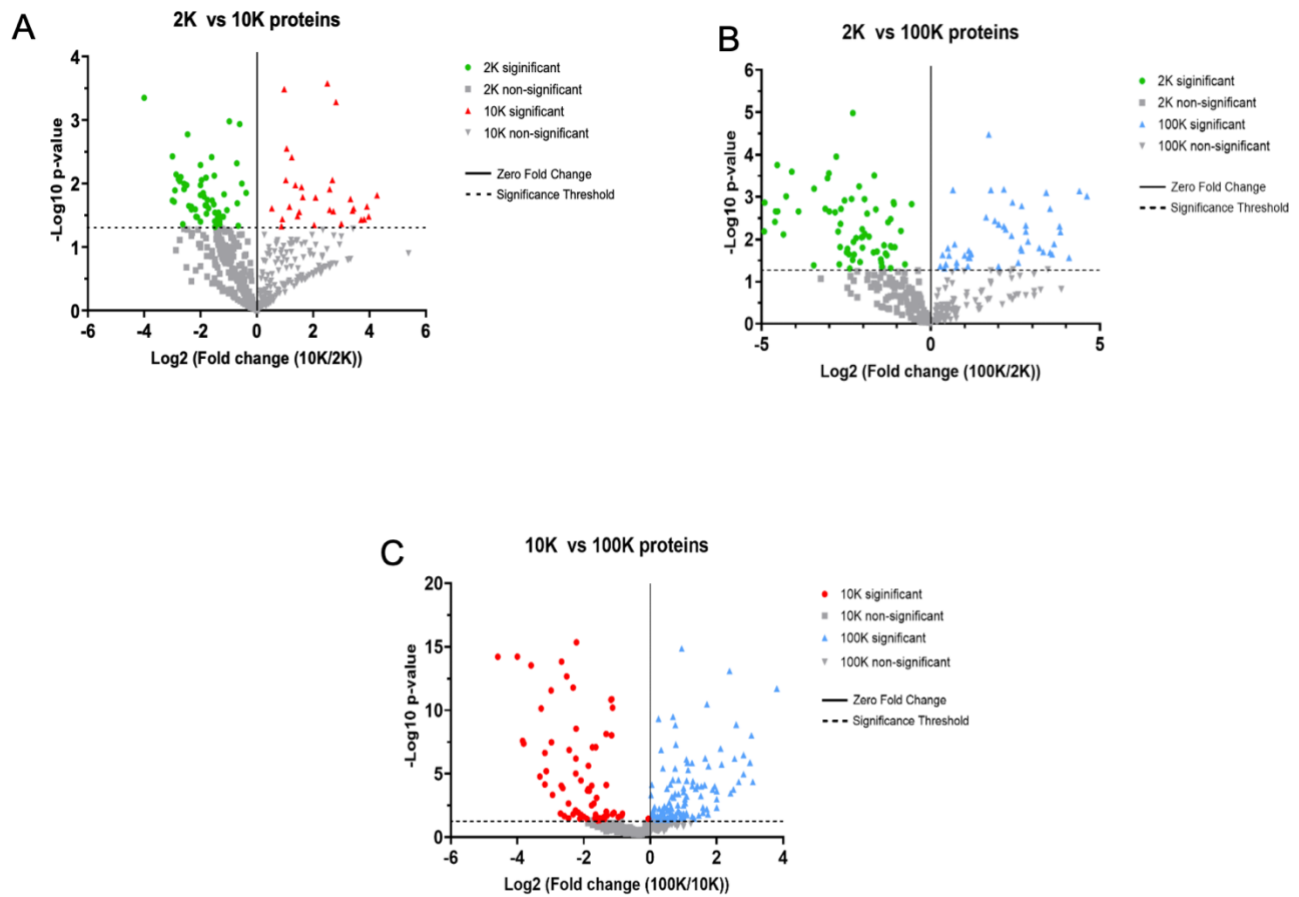 A
2K vs 10K proteins
4
3
2
1
0
-Log10 p-value
-6
-4
-2
0
2
4
6
Log2 (Fold change (10K/2K))
2K siginificant
2K non-significant
10K significant
10K non-significant
Zero Fold Change
Significance Threshold
B
2K vs 100K proteins
6
5
4
3
2
1
0
-Log10 p-value
-5
0
5
Log2 (Fold change (100K/2K))
2K siginificant
2K non-significant
100K significant
100K non-significant
Zero Fold Change
Significance Threshold
C
10K vs 100K proteins
20
15
10
5
0
-Log10 p-value
-6
-4
-2
0
2
4
Log2 (Fold change (100K/10K))
10K siginificant
10K non-significant
100K significant
100K non-significant
Zero Fold Change
Significance Threshold